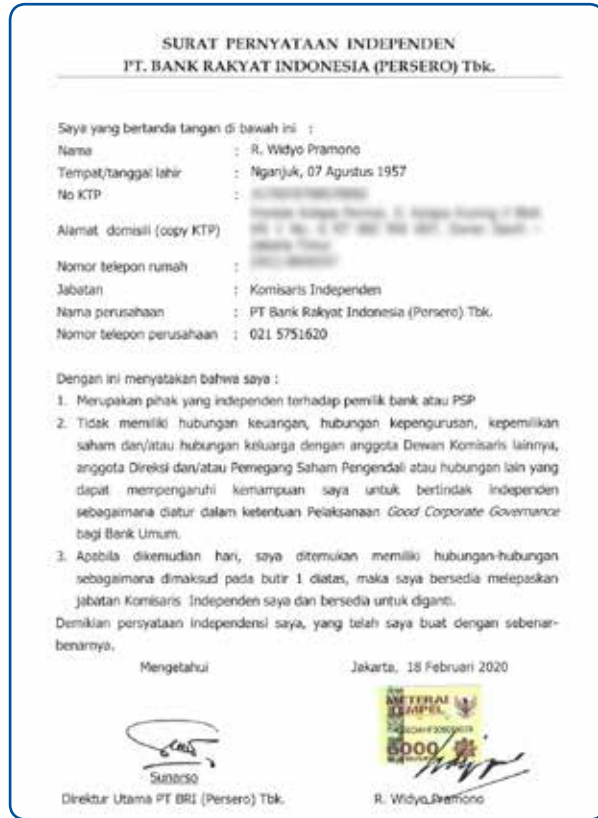 SURAT PERNYATAAN INDEPENDEN
PT. BANK RAKYAT INDONESIA (PERSERO) Tbk.
Saya yang bertanda tangan di bawah ini :
Nama : R. Widyo Pramono
Tempat/tanggal lahir : Nganjuk, 07 Agustus 1957
No KTP :
Alamat domisili (copy KTP)
Nomor telepon rumah :
Jabatan : Komisaris Independen
Nama perusahaan : PT Bank Rakyat Indonesia (Persero) Tbk.
Nomor telepon perusahaan : 021 5751620
Dengan ini menyatakan bahwa saya :
1. Merupakan pihak yang independen terhadap pemilik bank atau PSP
2. Tidak memiliki hubungan keuangan, hubungan kepengurusan, kepemilikan
saham dan/atau hubungan keluarga dengan anggota Dewan Komisaris lainnya,
anggota Direksi dan/atau Pemegang Saham Pengendali atau hubungan lain yang
dapat mempengaruhi kemampuan saya untuk bertindak independen
sebagaimana diatur dalam ketentuan Pelaksanaan Good Corporate Governance
bagi Bank Umum.
3. Apabila dikemudian hari, saya ditemukan memiliki hubungan-hubungan
sebagaimana dimaksud pada butir 1 diatas, maka saya bersedia melepaskan
jabatan Komisaris Independen saya dan bersedia untuk diganti.
Demikian persyataan independensi saya, yang telah saya buat dengan sebenar-
benarnya.
Mengetahui
Jakarta, 18 Februari 2020
METERAI
TEMPEL
6000
Sunarso
Direktur Utama PT BRI (Persero) Tbk.
R. Widyo Pramono